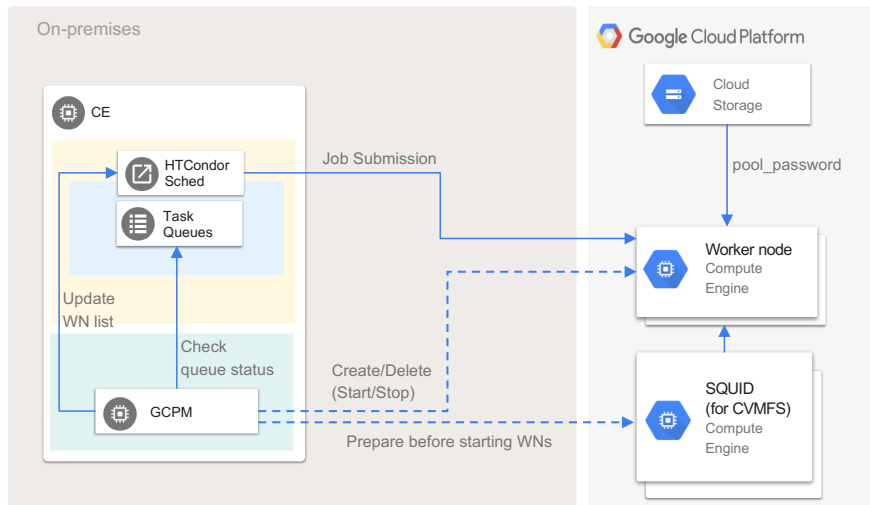 On-premises
Google Cloud Platform
Cloud
Storage
CE
HTCondor
Sched
Job Submission
pool_password
Task
Queues
Worker node
Compute
Engine
Update
WN list
Check
queue status
Create/Delete
(Start/Stop)
GCPM
SQUID
(for CVMFS)
Compute
Engine
Prepare before starting WNs